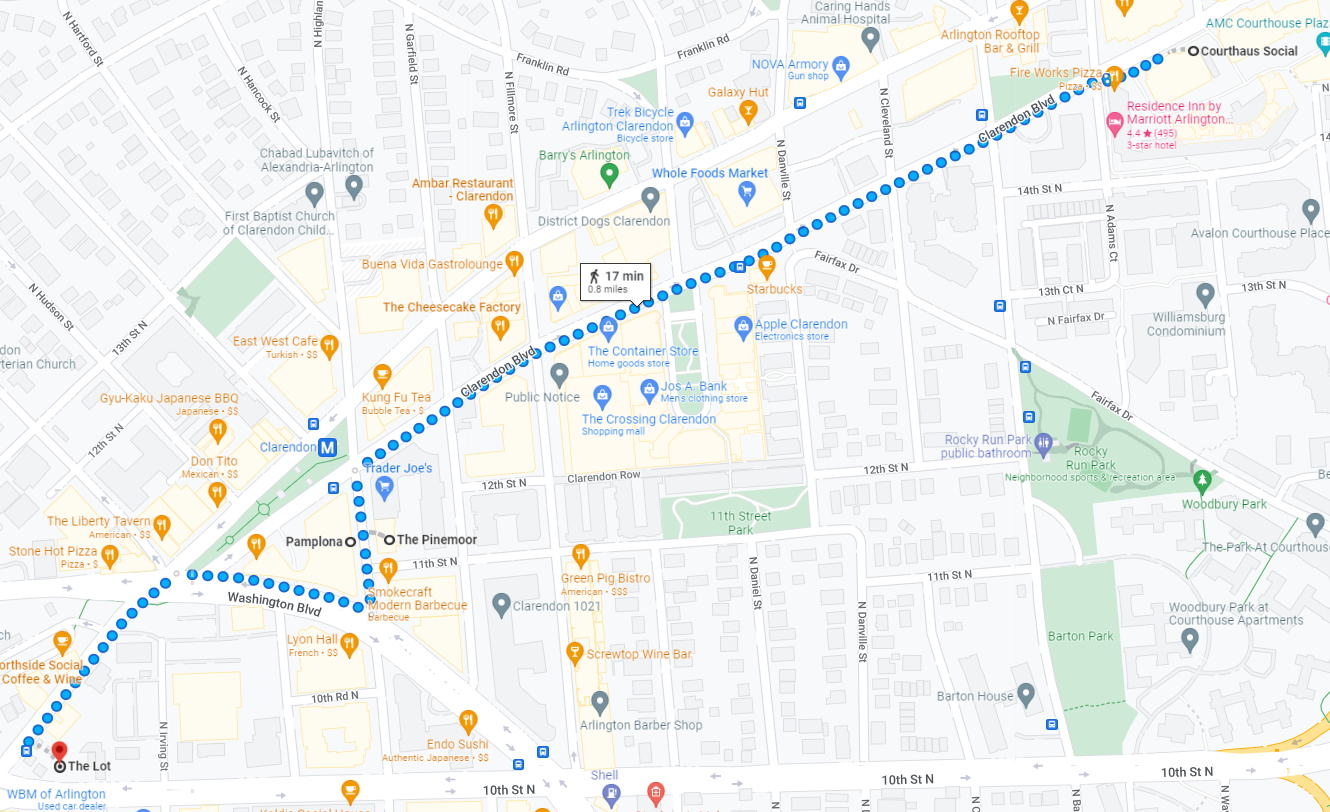 Caring Hands
Animal Hospital
AMC Courthouse Plaz
N Hartford St
N Highlan
N Garfield St
Franklin Rd
Arlington Rooftop
Bar & Grill
Courthaus Social
Franklin Rd
NOVA Armory
Gun shop
Fire Works Pizza
Pizza • $$
N Hancock St
N Fillmore St
Galaxy Hut
N Cleveland St
Clarendon Blvd
Residence Inn by
Marriott Arlington...
4.4 ★ (495)
3-star hotel
Trek Bicycle
Arlington Clarendon
Bicycle store
Chabad Lubavitch of
Alexandria-Arlington
Barry's Arlington
N Danville St
Whole Foods Market
Ambar Restaurant
- Clarendon
14th St N
First Baptist Church
of Clarendon Child...
District Dogs Clarendon
N Adams Ct
Avalon Courthouse Place
Buena Vida Gastrolounge
Fairfax Dr
17 min
0.8 miles
Starbucks
N Hudson St
The Cheesecake Factory
13th Ct N
13th St N
13th St N
N Fairfax Dr
Williamsburg
Condominium
Apple Clarendon
Electronics store
East West Cafe
Turkish • $$
don
terian Church
The Container Store
Home goods store
Clarendon Blvd
Jos A. Bank
Men's clothing store
Public Notice
Kung Fu Tea
Bubble Tea • $
Gyu-Kaku Japanese BBQ
Japanese • $$
Fairfax Dr
The Crossing Clarendon
Shopping mall
12th St N
Clarendon
M
Rocky Run Park
public bathroom
Rocky
Run Park
Neighborhood sports & recreation area
Don Tito
Mexican • $$
Trader Joe's
Clarendon Row
12th St N
12th St N
Woodbury Park
The Liberty Tavern
American • $$
11th Street
Park
Pamplona
The Pinemoor
Stone Hot Pizza
Pizza • $
The Park At Courthous
11th St N
11th St N
Green Pig Bistro
American • $$$
N Daniel St
Smokecraft
Modern Barbecue
Barbecue
Washington Blvd
Clarendon 1021
Woodbury Park at
Courthouse Apartments
N Danville St
Barton Park
Lyon Hall
French • $$
orthside Social
Coffee & Wine
Screwtop Wine Bar
10th Rd N
Barton House
Arlington Barber Shop
N Irving St
Endo Sushi
Authentic Japanese • $$
The Lot
Shell
10th St N
10th St N
10th St N
WBM of Arlington
Used car dealer